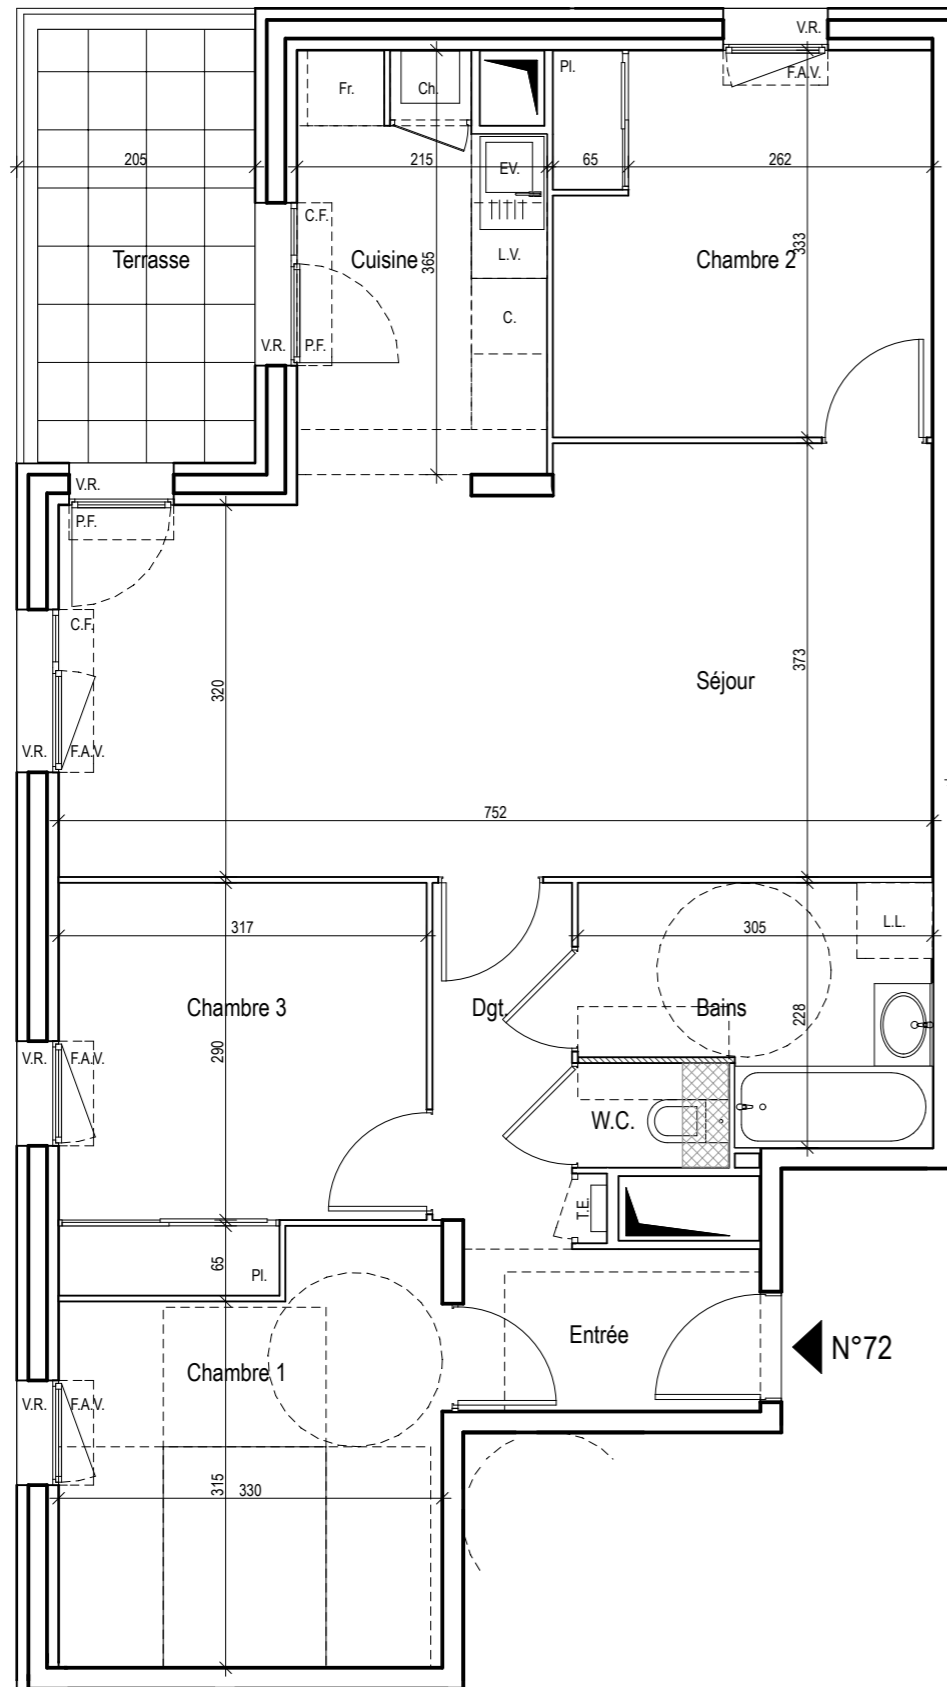 V.R.
Fr.
Ch.
Pl.
F.A.V.
205
215
EV.
65
262
C.F.
Terrasse
Cuisine
365
L.V.
Chambre 2
333
C.
V.R.
P.F.
V.R.
P.F.
C.F.
320
373
Séjour
V.R.
F.A.V.
752
317
305
L.L.
Chambre 3
Dgt.
Bains
228
V.R.
F.A.V.
290
W.C.
T.E.
65
Pl.
Entrée
N°72
Chambre 1
V.R.
F.A.V.
315
330